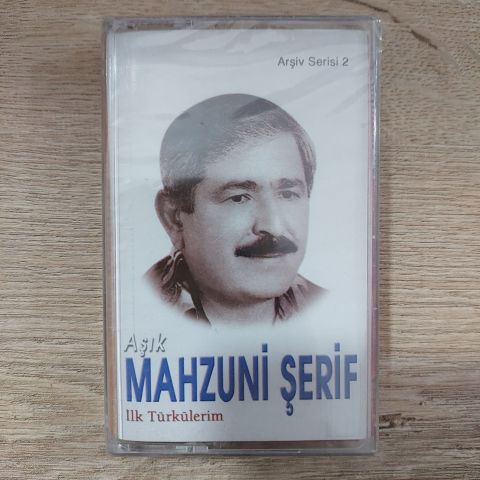 Arşiv Serisi 2
Aşık
MAHZUNİ ŞERİF
İlk Türkülerim